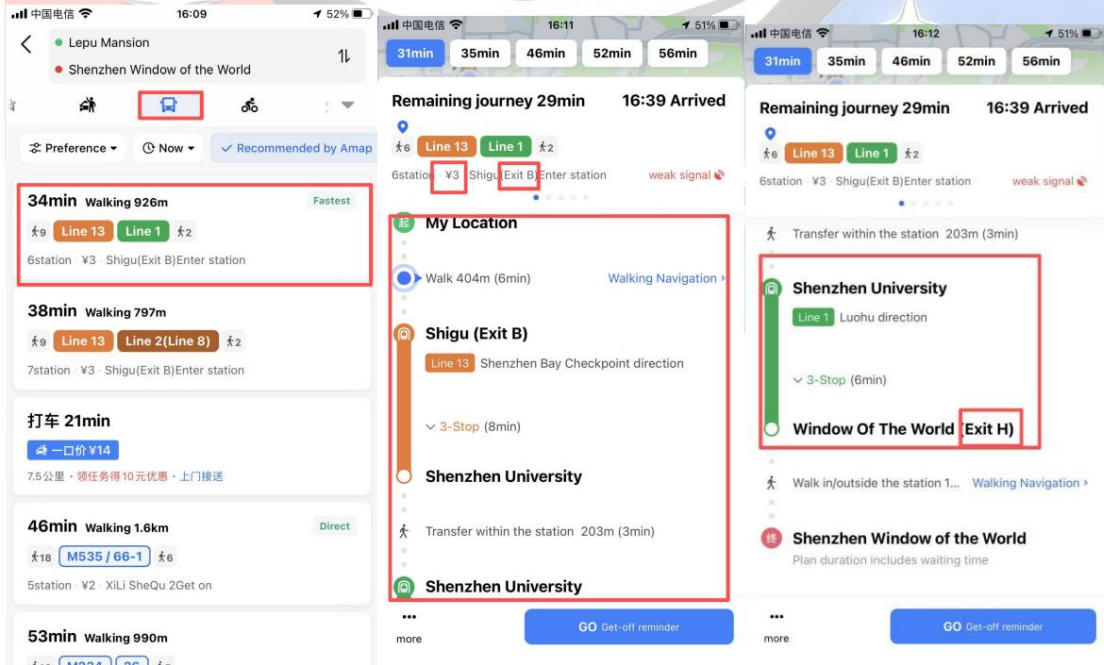 中国电信
16:09
52%
Lepu Mansion
Shenzhen Window of the World
Preference
Now
Recommended by Amap
34min Walking 926m
Fastest
9 Line 13 Line 1 2
6station · ¥3 · Shigu(Exit B)Enter station
38min Walking 797m
9 Line 13 Line 2(Line 8) 2
7station · ¥3 · Shigu(Exit B)Enter station
打车 21min
一口价 ¥14
7.5公里・领任务得10元优惠・上门接送
46min Walking 1.6km
Direct
18 M535 / 66-1 6
5station · ¥2 · XiLi SheQu 2Get on
53min Walking 990m
中国电信
16:11
51%
31min
35min
46min
52min
56min
Remaining journey 29min
16:39 Arrived
6 Line 13 Line 1 2
6station · ¥3 · Shigu(Exit B)Enter station
weak signal
起 My Location
Walk 404m (6min)
Walking Navigation
Shigu (Exit B)
Line 13 Shenzhen Bay Checkpoint direction
3-Stop (8min)
Shenzhen University
Transfer within the station 203m (3min)
Shenzhen University
more
GO Get-off reminder
中国电信
16:12
51%
31min
35min
46min
52min
56min
Remaining journey 29min
16:39 Arrived
6 Line 13 Line 1 2
6station · ¥3 · Shigu(Exit B)Enter station
weak signal
Transfer within the station 203m (3min)
Shenzhen University
Line 1 Luohu direction
3-Stop (6min)
Window Of The World (Exit H)
Walk in/outside the station 1...
Walking Navigation
终 Shenzhen Window of the World
Plan duration includes waiting time
more
GO Get-off reminder